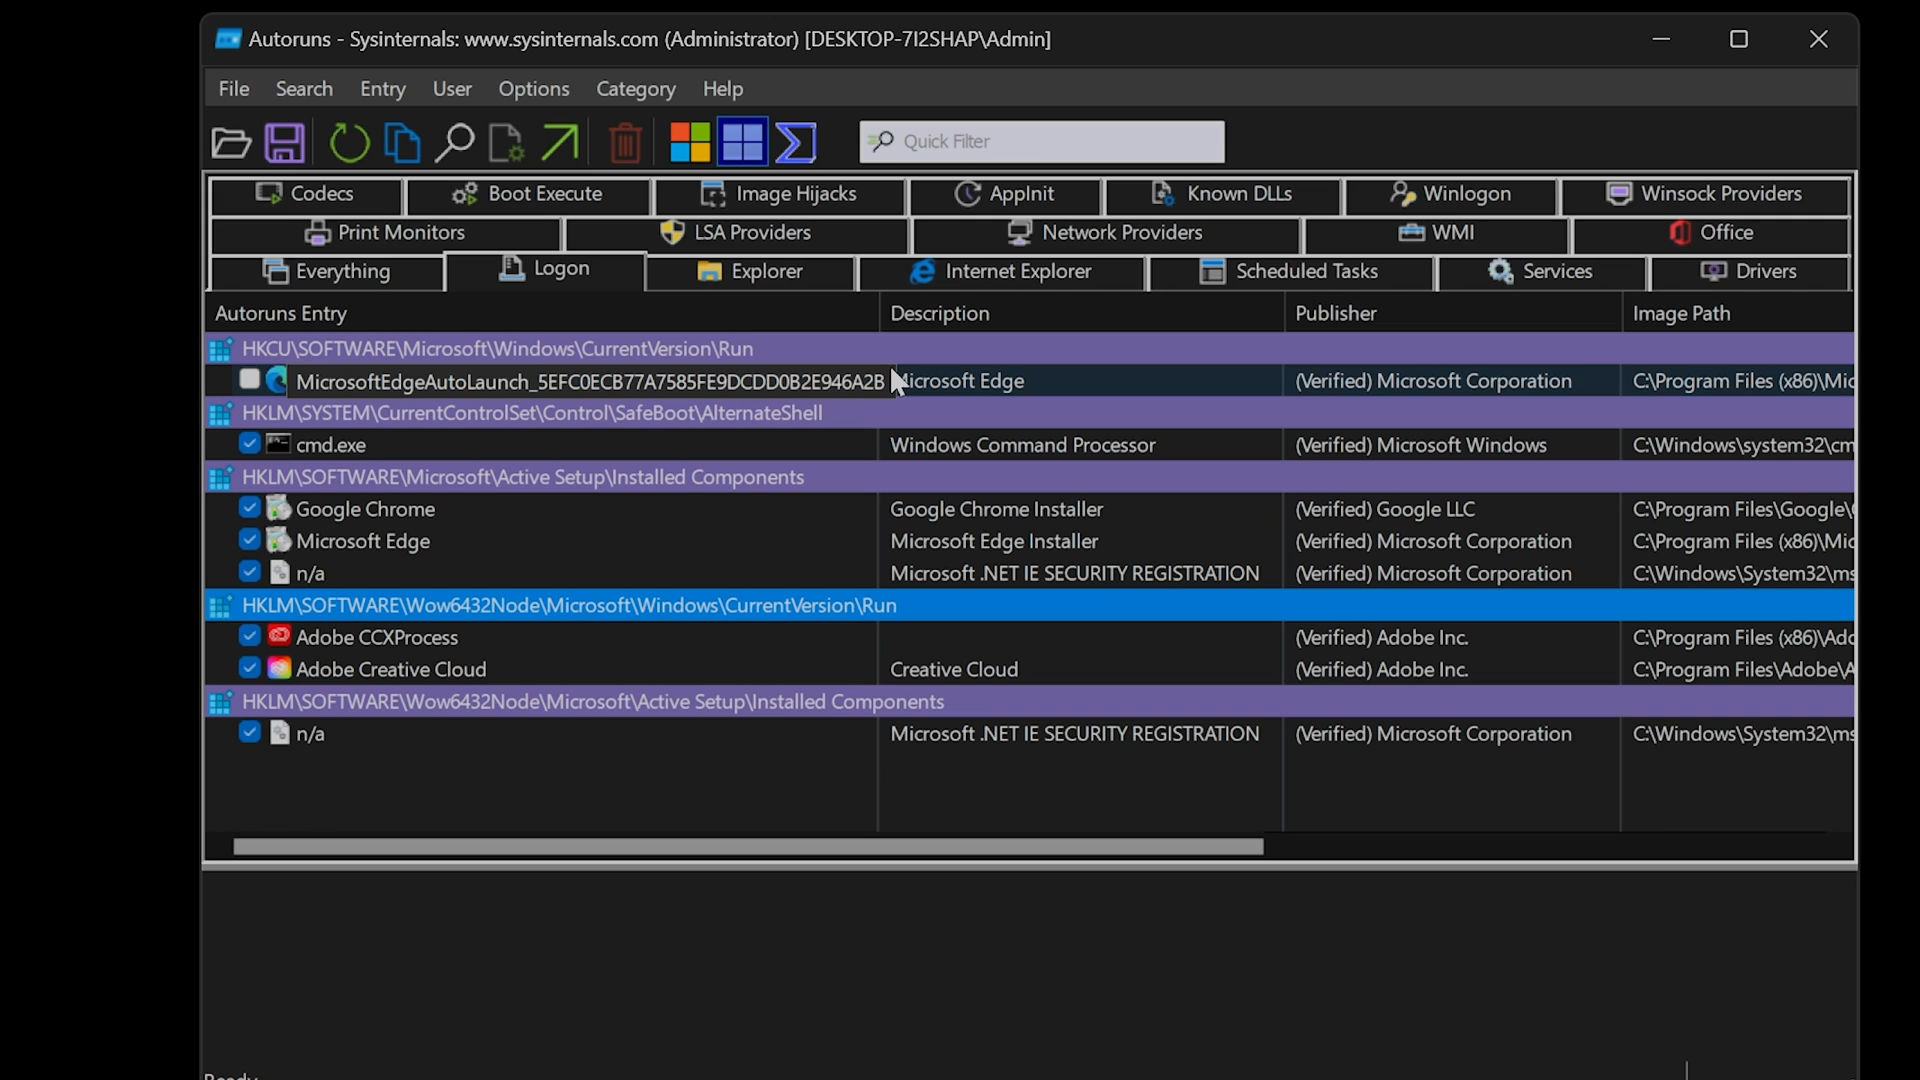 Autoruns - Sysinternals: www.sysinternals.com (Administrator) [DESKTOP-7I2SHAP\Admin]
File Search Entry User Options Category Help
Quick Filter
Codecs Boot Execute Image Hijacks AppInit Known DLLs Winlogon Winsock Providers
Print Monitors LSA Providers Network Providers WMI Office
Everything Logon Explorer Internet Explorer Scheduled Tasks Services Drivers
Autoruns Entry Description Publisher Image Path
HKCU\SOFTWARE\Microsoft\Windows\CurrentVersion\Run
MicrosoftEdgeAutoLaunch_5EFC0ECB77A7585FE9DCDD0B2E946A2B Microsoft Edge (Verified) Microsoft Corporation C:\Program Files (x86)\Mic
HKLM\SYSTEM\CurrentControlSet\Control\SafeBoot\AlternateShell
cmd.exe Windows Command Processor (Verified) Microsoft Windows C:\Windows\system32\cm
HKLM\SOFTWARE\Microsoft\Active Setup\Installed Components
Google Chrome Google Chrome Installer (Verified) Google LLC C:\Program Files\Google\
Microsoft Edge Microsoft Edge Installer (Verified) Microsoft Corporation C:\Program Files (x86)\Mic
n/a Microsoft .NET IE SECURITY REGISTRATION (Verified) Microsoft Corporation C:\Windows\System32\ms
HKLM\SOFTWARE\Wow6432Node\Microsoft\Windows\CurrentVersion\Run
Adobe CCXProcess (Verified) Adobe Inc. C:\Program Files (x86)\Ado
Adobe Creative Cloud Creative Cloud (Verified) Adobe Inc. C:\Program Files\Adobe\A
HKLM\SOFTWARE\Wow6432Node\Microsoft\Active Setup\Installed Components
n/a Microsoft .NET IE SECURITY REGISTRATION (Verified) Microsoft Corporation C:\Windows\System32\ms